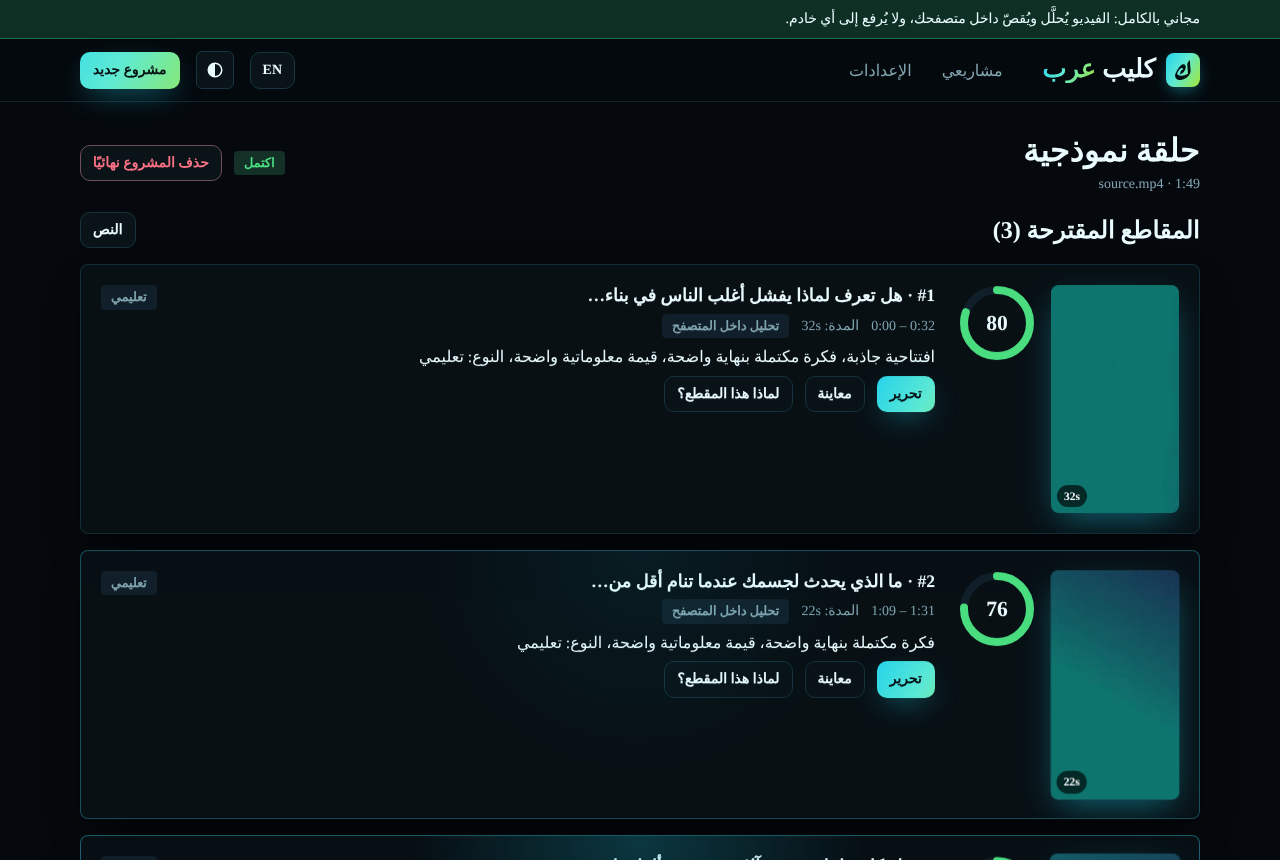 مجاني بالكامل: الفيديو يُحلَّل ويُقصّ داخل متصفحك، ولا يُرفع إلى أي خادم.
ك كليب عرب مشاريعي الإعدادات EN مشروع جديد
حلقة نموذجية
source.mp4 · 1:49
اكتمل حذف المشروع نهائيًا
المقاطع المقترحة (3) النص
#1 · هل تعرف لماذا يفشل أغلب الناس في بناء… تعليمي
80
0:00 – 0:32 المدة: 32s تحليل داخل المتصفح
افتتاحية جاذبة، فكرة مكتملة بنهاية واضحة، قيمة معلوماتية واضحة، النوع: تعليمي
تحرير معاينة لماذا هذا المقطع؟
32s
#2 · ما الذي يحدث لجسمك عندما تنام أقل من… تعليمي
76
1:09 – 1:31 المدة: 22s تحليل داخل المتصفح
فكرة مكتملة بنهاية واضحة، قيمة معلوماتية واضحة، النوع: تعليمي
تحرير معاينة لماذا هذا المقطع؟
22s